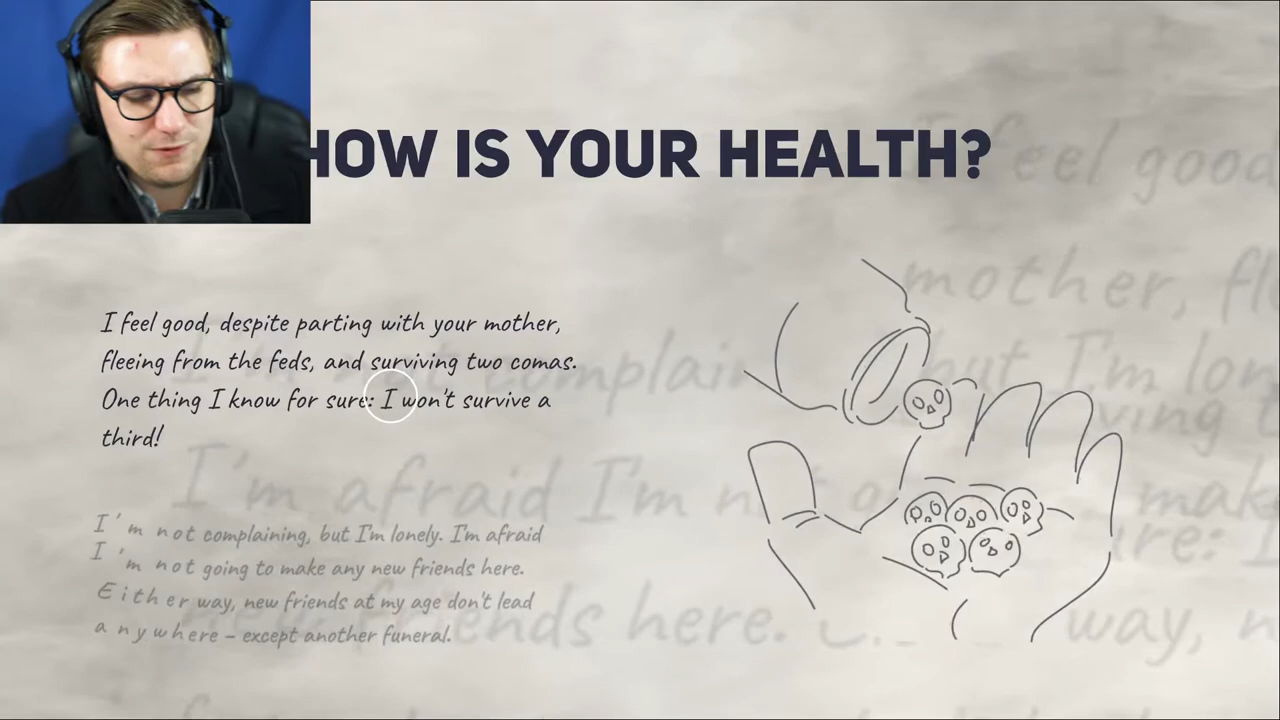 HOW IS YOUR HEALTH?
I feel good, despite parting with your mother,
fleeing from the feds, and surviving two comas.
One thing I know for sure: I won't survive a
third!
I'm not complaining, but I'm lonely. I'm afraid
I'm not going to make any new friends here.
Either way, new friends at my age don't lead
anywhere – except another funeral.